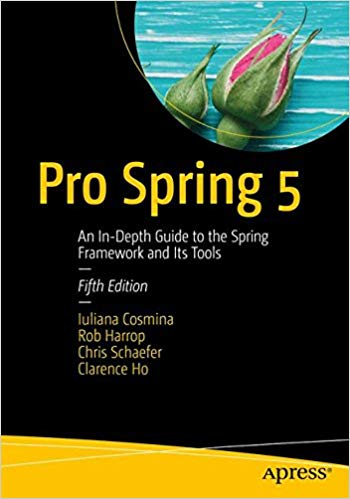 Pro Spring 5
An In-Depth Guide to the Spring
Framework and Its Tools
—
Fifth Edition
—
Iuliana Cosmina
Rob Harrop
Chris Schaefer
Clarence Ho
Apress®